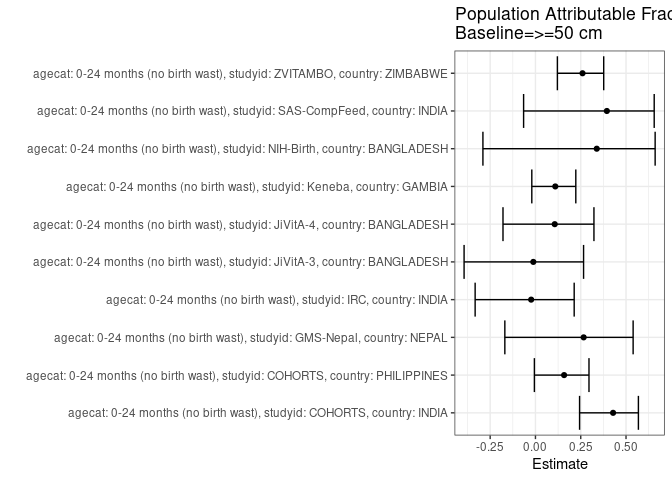 Population Attributable Frac
Baseline=>=50 cm
agecat: 0-24 months (no birth wast), studyid: ZVITAMBO, country: ZIMBABWE
agecat: 0-24 months (no birth wast), studyid: SAS-CompFeed, country: INDIA
agecat: 0-24 months (no birth wast), studyid: NIH-Birth, country: BANGLADESH
agecat: 0-24 months (no birth wast), studyid: Keneba, country: GAMBIA
agecat: 0-24 months (no birth wast), studyid: JiVitA-4, country: BANGLADESH
agecat: 0-24 months (no birth wast), studyid: JiVitA-3, country: BANGLADESH
agecat: 0-24 months (no birth wast), studyid: IRC, country: INDIA
agecat: 0-24 months (no birth wast), studyid: GMS-Nepal, country: NEPAL
agecat: 0-24 months (no birth wast), studyid: COHORTS, country: PHILIPPINES
agecat: 0-24 months (no birth wast), studyid: COHORTS, country: INDIA
-0.25 0.00 0.25 0.50
Estimate